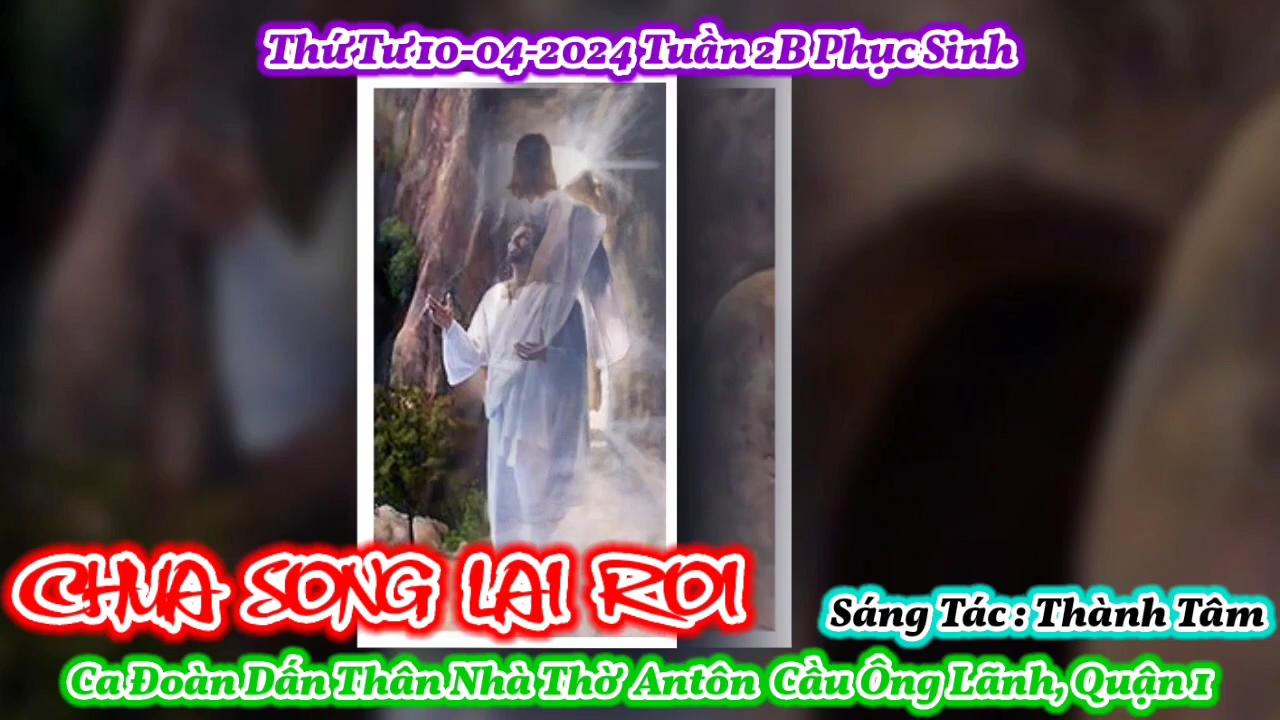 Thứ Tư 10-04-2024 Tuần 2B Phục Sinh
CHUA SONG LAI ROI
Sáng Tác : Thành Tâm
Ca Đoàn Dấn Thân Nhà Thờ Antôn Cầu Ông Lãnh, Quận 1